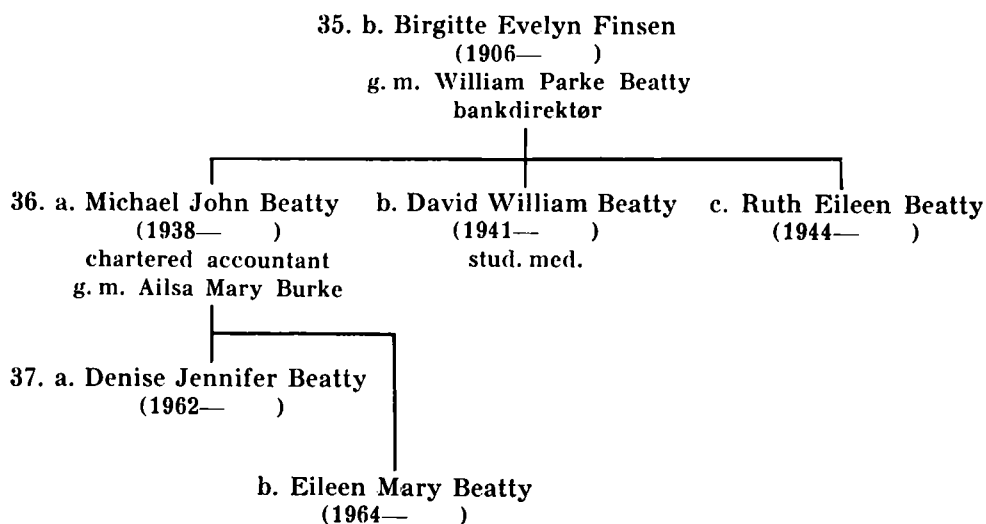 35. b. Birgitte Evelyn Finsen
(1906— )
g. m. William Parke Beatty
bankdirektør
36. a. Michael John Beatty b. David William Beatty c. Ruth Eileen Beatty
(1938— ) (1941— ) (1944— )
chartered accountant stud. med.
g. m. Ailsa Mary Burke
37. a. Denise Jennifer Beatty
(1962— )
b. Eileen Mary Beatty
(1964— )